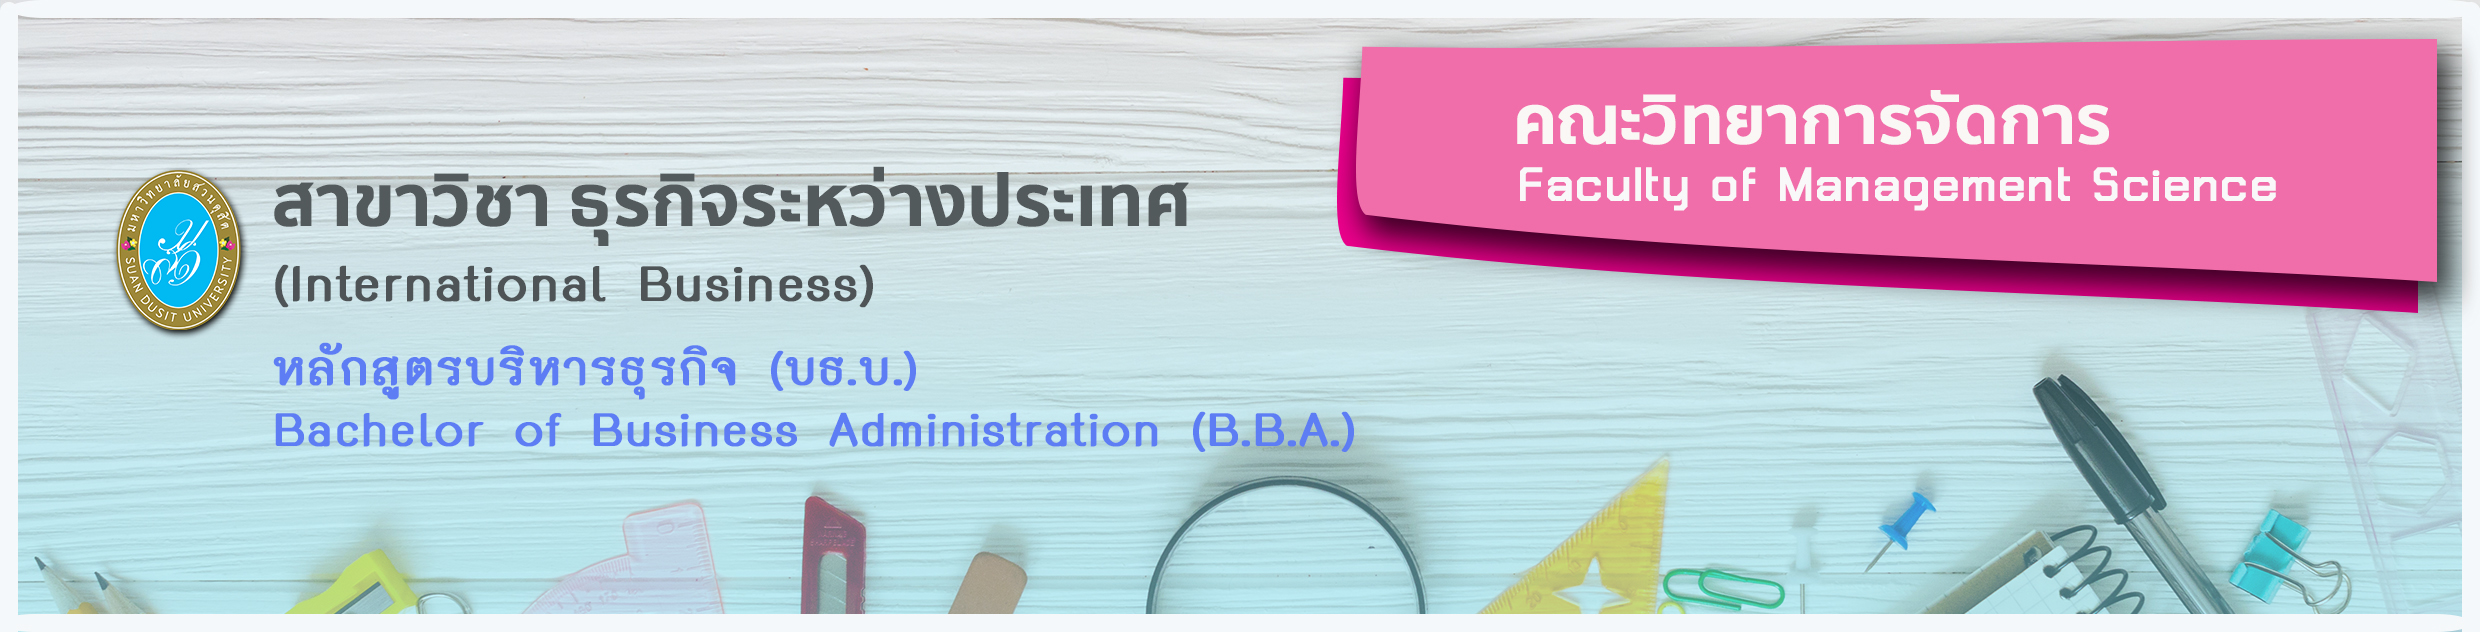 คณะวิทยาการจัดการ
Faculty of Management Science
มหาวิทยาลัยสวนดุสิต
SUAN DUSIT UNIVERSITY
สาขาวิชา ธุรกิจระหว่างประเทศ
(International Business)
หลักสูตรบริหารธุรกิจ (บธ.บ.)
Bachelor of Business Administration (B.B.A.)